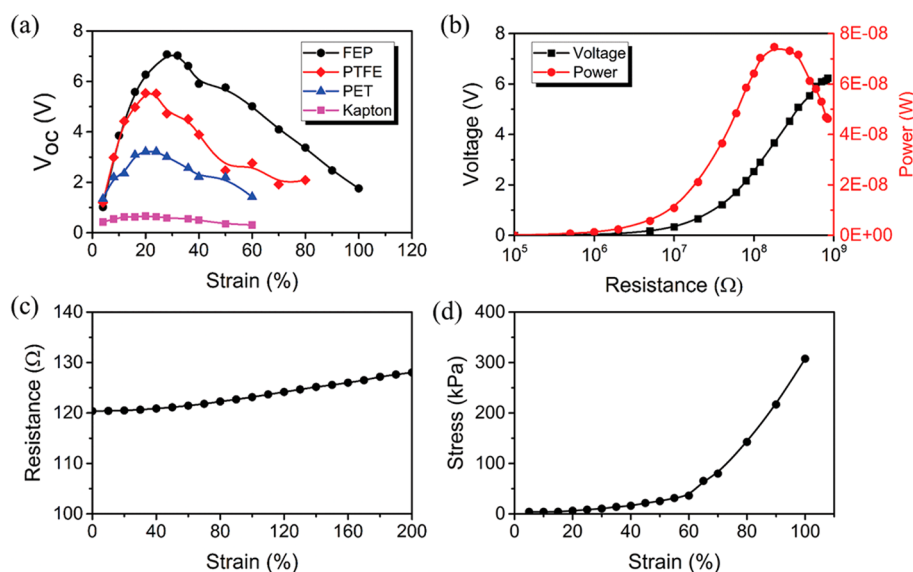 (a)
8
6
4
2
0
V_OC (V)
0 20 40 60 80 100 120
Strain (%)
FEP
PTFE
PET
Kapton
(b)
8
6
4
2
0
Voltage (V)
10^5 10^6 10^7 10^8 10^9
Resistance (Ω)
Voltage
Power
8E-08
6E-08
4E-08
2E-08
0E+00
Power (W)
(c)
140
130
120
110
100
Resistance (Ω)
0 40 80 120 160 200
Strain (%)
(d)
400
300
200
100
0
Stress (kPa)
0 20 40 60 80 100
Strain (%)